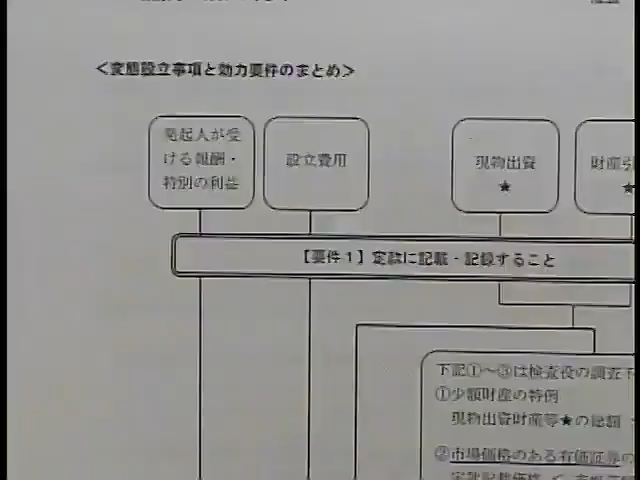 ＜変態設立事項と効力要件のまとめ＞
発起人が受
ける報酬・
特別の利益
設立費用
現物出資
★
財産引
★
【要件１】定款に記載・記録すること
下記①～③は検査役の調査不
①少額財産の特例
現物出資財産等★の総額
②市場価格のある有価証券の